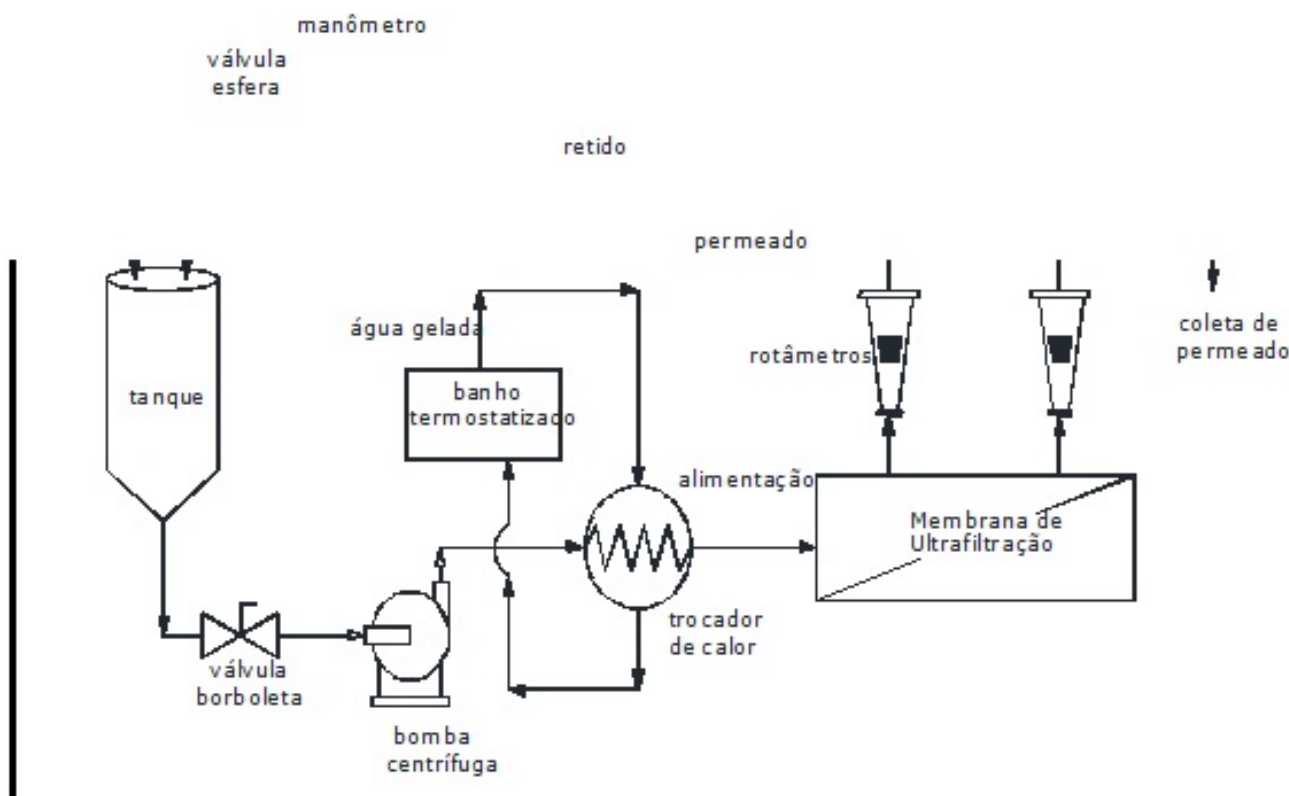 manômetro
válvula
esfera
retido
permeado
água gelada
rotâmetros
coleta de
permeado
tanque
banho
termostatizado
alimentação
Membrana de
Ultrafiltração
trocador
de calor
válvula
borboleta
bomba
centrífuga